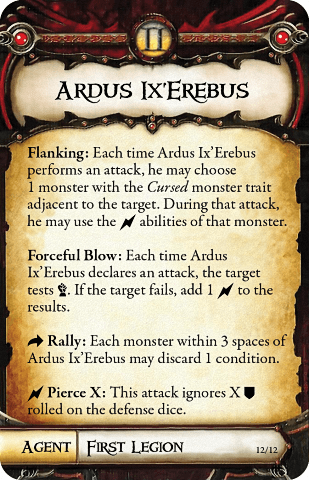 II
ARDUS IX'EREBUS
Flanking: Each time Ardus Ix'Erebus
performs an attack, he may choose
1 monster with the Cursed monster trait
adjacent to the target. During that attack,
he may use the abilities of that monster.
Forceful Blow: Each time Ardus
Ix'Erebus declares an attack, the target
tests . If the target fails, add 1 to the
results.
Rally: Each monster within 3 spaces of
Ardus Ix'Erebus may discard 1 condition.
Pierce X: This attack ignores X
rolled on the defense dice.
AGENT FIRST LEGION 12/12